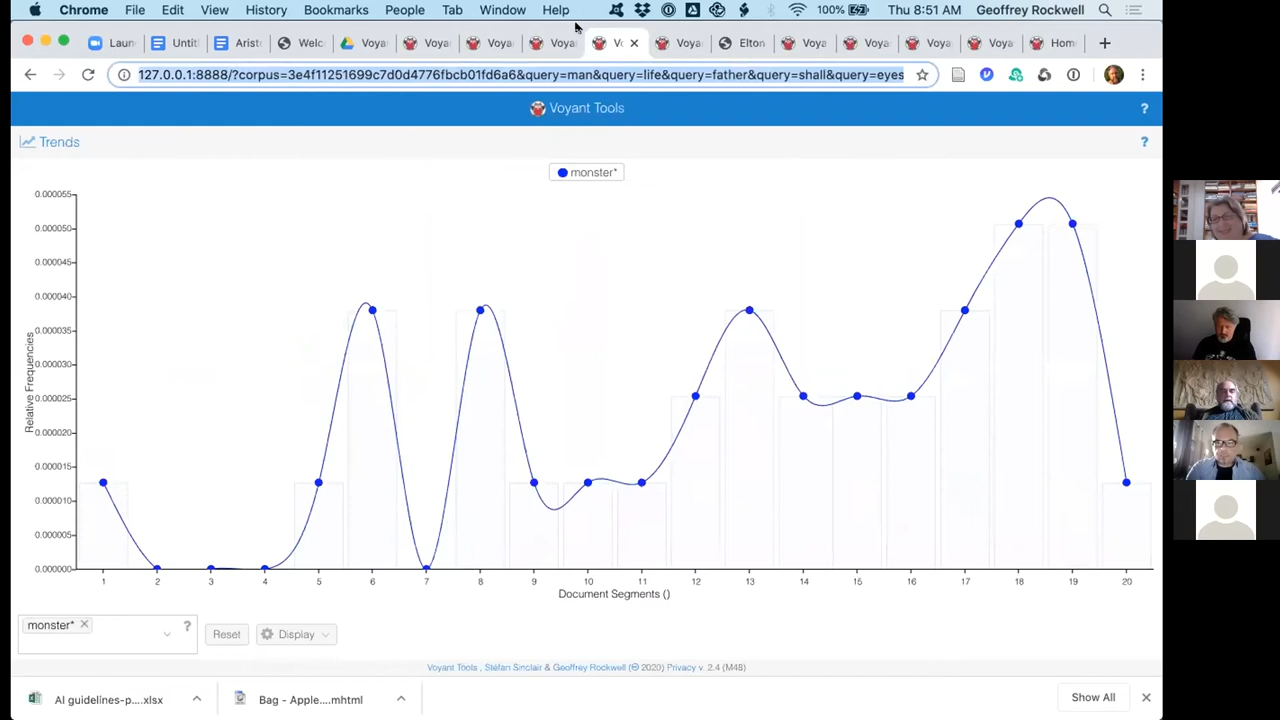 Chrome File Edit View History Bookmarks People Tab Window Help 100% Thu 8:51 AM Geoffrey Rockwell
Laun Untitl Aristo Welc Voya Voya Voya Voya Vo Voya Elton Voya Voya Voya Voya Hom
127.0.0.1:8888/?corpus=3e4f11251699c7d0d4776fbcb01fd6a6&query=man&query=life&query=father&query=shall&query=eyes
Voyant Tools ?
Trends ?
monster*
0.000055
0.000050
0.000045
0.000040
0.000035
0.000030
0.000025
0.000020
0.000015
0.000010
0.000005
0.000000
Relative Frequencies
1 2 3 4 5 6 7 8 9 10 11 12 13 14 15 16 17 18 19 20
Document Segments ()
monster* ? Reset Display
Voyant Tools , Stéfan Sinclair & Geoffrey Rockwell (© 2020) Privacy v. 2.4 (M48)
AI guidelines-p....xlsx Bag - Apple....mhtml Show All